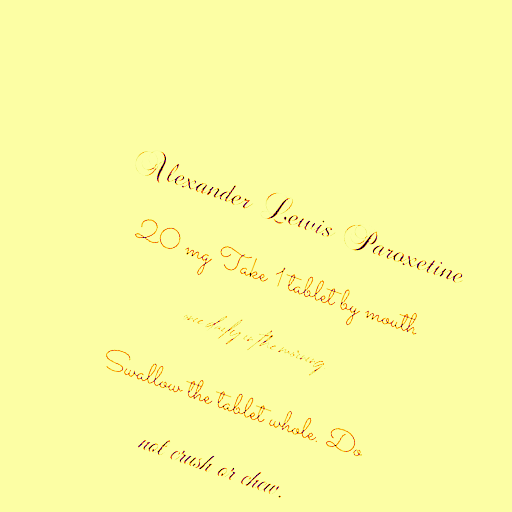 Alexander Lewis Paroxetine
20 mg Take 1 tablet by mouth
one daily in the morning
Swallow the tablet whole. Do
not crush or chew.